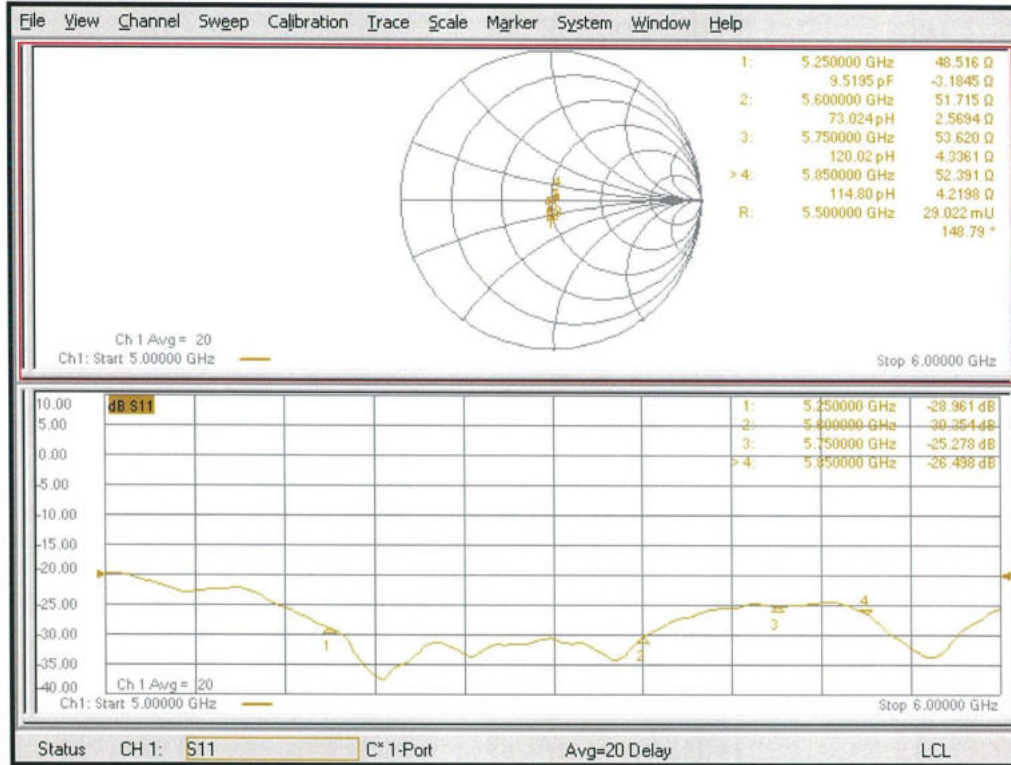 File View Channel Sweep Calibration Trace Scale Marker System Window Help
1: 5.250000 GHz 48.516 Ω
9.5195 pF -3.1845 Ω
2: 5.600000 GHz 51.715 Ω
73.024 pH 2.5694 Ω
3: 5.750000 GHz 53.620 Ω
120.02 pH 4.3361 Ω
> 4: 5.850000 GHz 52.391 Ω
114.80 pH 4.2198 Ω
R: 5.500000 GHz 29.022 mU
148.79 °
4
Ch 1 Avg = 20
Ch1: Start 5.00000 GHz
Stop 6.00000 GHz
10.00 dB S11
5.00
0.00
-5.00
-10.00
-15.00
-20.00
-25.00
-30.00
-35.00
-40.00
1: 5.250000 GHz -28.961 dB
2: 5.600000 GHz -30.354 dB
3: 5.750000 GHz -25.278 dB
> 4: 5.850000 GHz -26.498 dB
1
2
3
4
Ch 1 Avg = 20
Ch1: Start 5.00000 GHz
Stop 6.00000 GHz
Status CH 1: S11 C* 1-Port Avg=20 Delay LCL